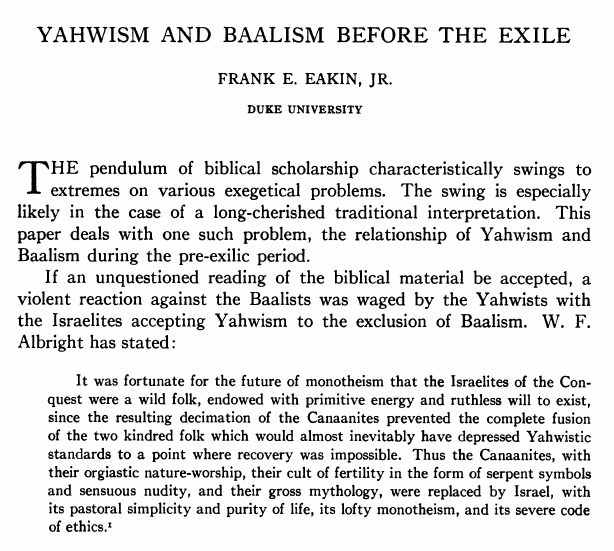 YAHWISM AND BAALISM BEFORE THE EXILE
FRANK E. EAKIN, JR.
DUKE UNIVERSITY
THE pendulum of biblical scholarship characteristically swings to
extremes on various exegetical problems. The swing is especially
likely in the case of a long-cherished traditional interpretation. This
paper deals with one such problem, the relationship of Yahwism and
Baalism during the pre-exilic period.
If an unquestioned reading of the biblical material be accepted, a
violent reaction against the Baalists was waged by the Yahwists with
the Israelites accepting Yahwism to the exclusion of Baalism. W. F.
Albright has stated:
It was fortunate for the future of monotheism that the Israelites of the Con-
quest were a wild folk, endowed with primitive energy and ruthless will to exist,
since the resulting decimation of the Canaanites prevented the complete fusion
of the two kindred folk which would almost inevitably have depressed Yahwistic
standards to a point where recovery was impossible. Thus the Canaanites, with
their orgiastic nature-worship, their cult of fertility in the form of serpent symbols
and sensuous nudity, and their gross mythology, were replaced by Israel, with
its pastoral simplicity and purity of life, its lofty monotheism, and its severe code
of ethics.¹